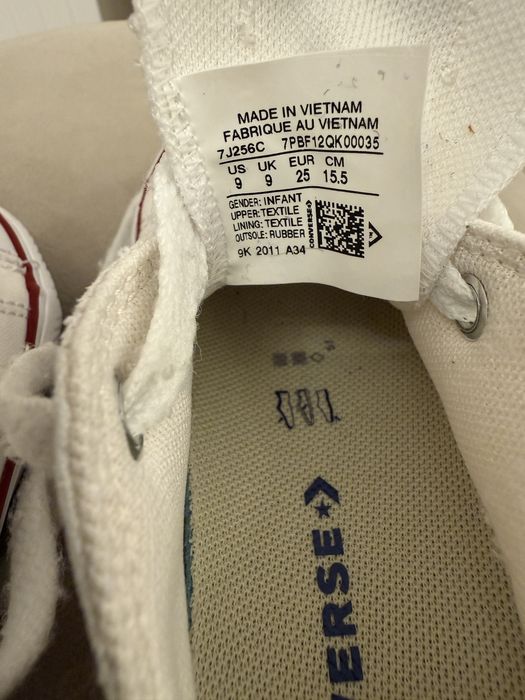 MADE IN VIETNAM
FABRIQUE AU VIETNAM
7J256C 7PBF12QK00035
US UK EUR CM
9 9 25 15.5
GENDER: INFANT
UPPER: TEXTILE
LINING: TEXTILE
OUTSOLE: RUBBER
CONVERSE
9K 2011 A34
VERSE